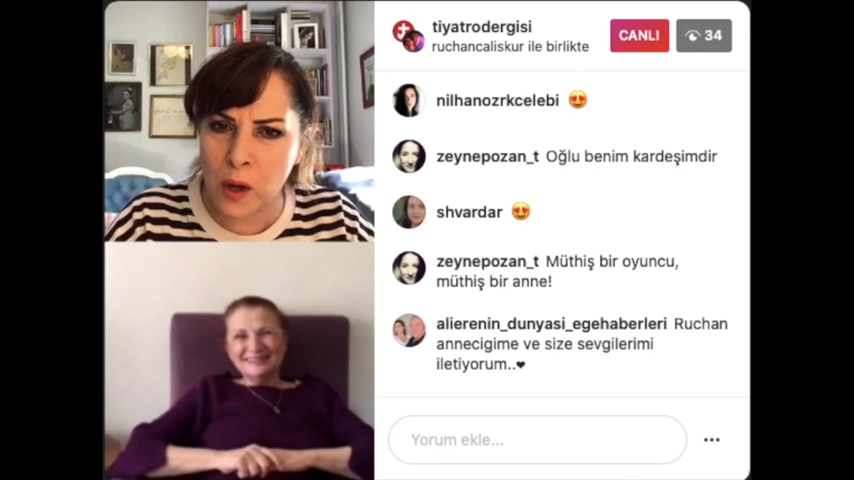 tiyatrodergisi
ruchancaliskur ile birlikte
CANLI
34
nilhanozrkcelebi 😍
zeynepozan_t Oğlu benim kardeşimdir
shvardar 😍
zeynepozan_t Müthiş bir oyuncu,
müthiş bir anne!
alierenin_dunyasi_egehaberleri Ruchan
annecigime ve size sevgilerimi
iletiyorum..❤
Yorum ekle...